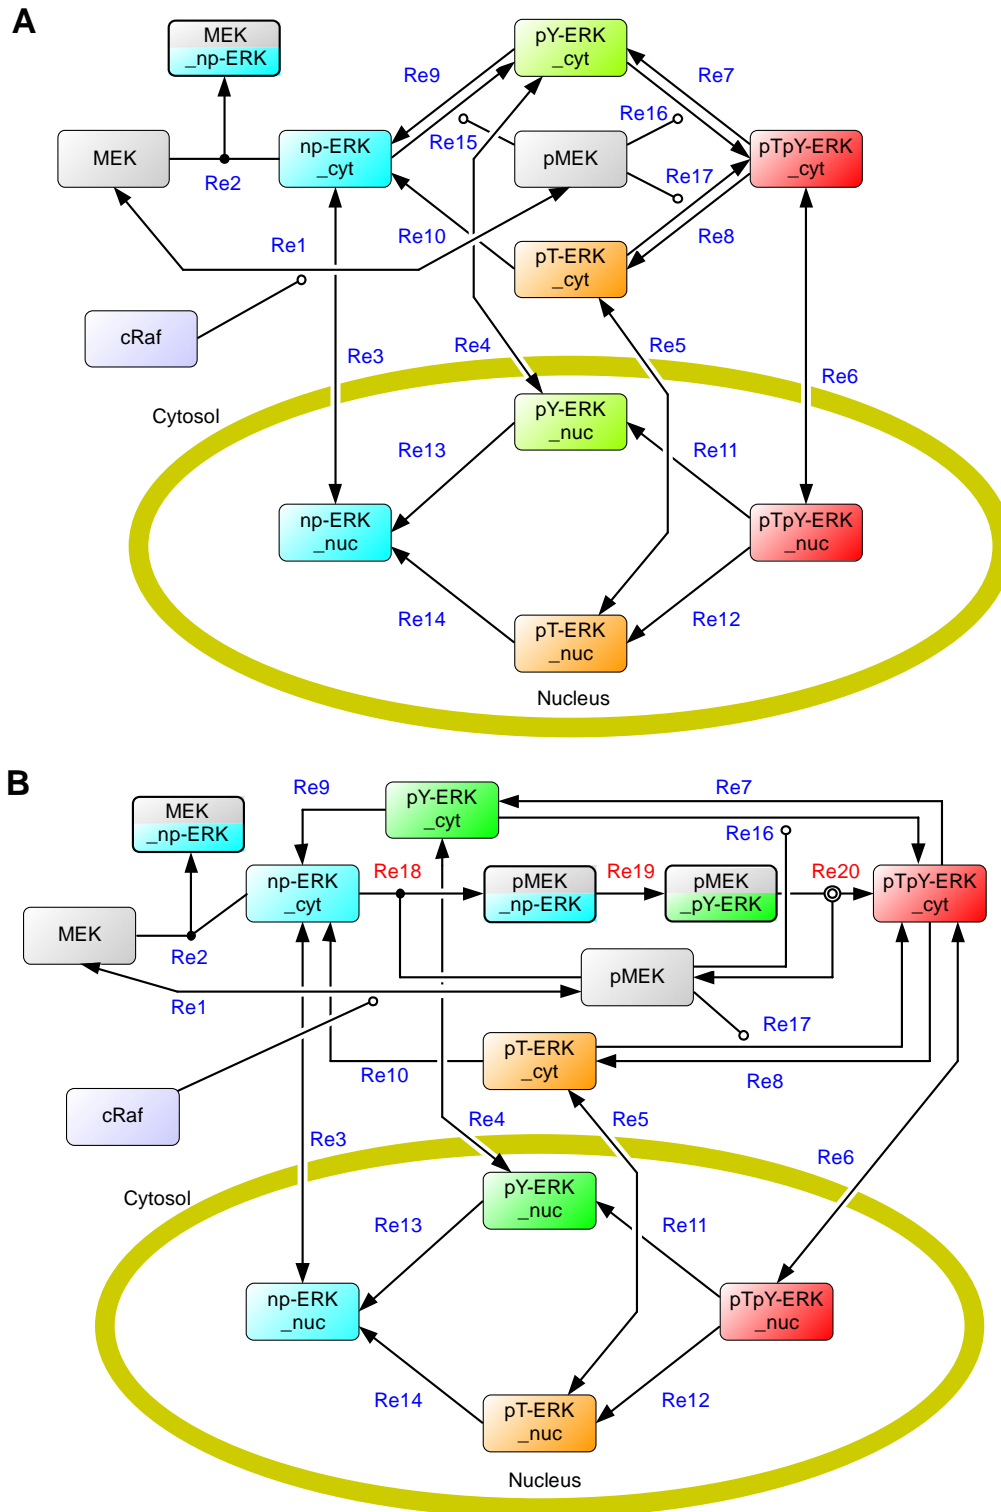 A
MEK
_np-ERK
pY-ERK
_cyt
Re9
Re7
Re16
MEK
Re2
np-ERK
_cyt
Re15
pMEK
Re17
pTpY-ERK
_cyt
Re1
Re10
Re8
pT-ERK
_cyt
cRaf
Re3
Re4
Re5
Re6
Cytosol
pY-ERK
_nuc
Re13
Re11
np-ERK
_nuc
pTpY-ERK
_nuc
Re14
Re12
pT-ERK
_nuc
Nucleus
B
Re9
pY-ERK
_cyt
Re7
MEK
_np-ERK
Re16
np-ERK
_cyt
Re18
pMEK
_np-ERK
Re19
pMEK
_pY-ERK
Re20
pTpY-ERK
_cyt
MEK
Re2
pMEK
Re1
Re17
pT-ERK
_cyt
Re10
Re8
cRaf
Re3
Re4
Re5
Re6
Cytosol
pY-ERK
_nuc
Re13
Re11
np-ERK
_nuc
pTpY-ERK
_nuc
Re14
Re12
pT-ERK
_nuc
Nucleus